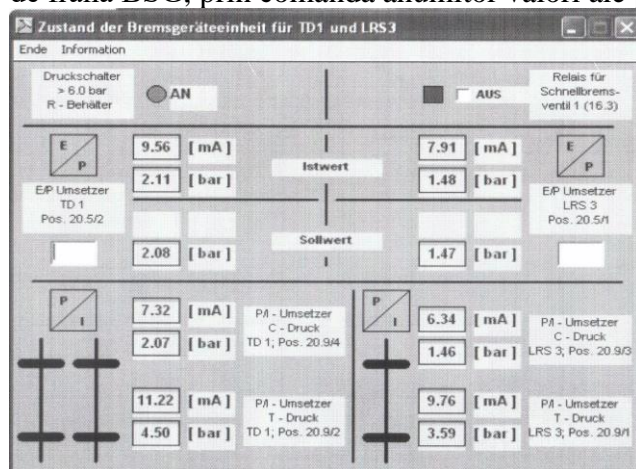 de frâna BSG, prin comanda anumitor valori ale
Zustand der Bremsgeräteeinheit für TD1 und LRS3
Ende Information
Druckschalter
> 6.0 bar
R - Behälter
AN
AUS
Relais für
Schnellbrems-
ventil 1 (16.3)
E
P
9.56 [ mA ]
2.11 [ bar ]
Istwert
7.91 [ mA ]
1.48 [ bar ]
E
P
E/P Umsetzer
TD 1
Pos. 20.5/2
E/P Umsetzer
LRS 3
Pos. 20.5/1
Sollwert
2.08 [ bar ]
1.47 [ bar ]
P
I
7.32 [ mA ]
2.07 [ bar ]
P/I - Umsetzer
C - Druck
TD 1; Pos. 20.9/4
P
I
6.34 [ mA ]
1.46 [ bar ]
P/I - Umsetzer
C - Druck
LRS 3; Pos. 20.9/3
11.22 [ mA ]
4.50 [ bar ]
P/I - Umsetzer
T - Druck
TD 1; Pos. 20.9/2
9.76 [ mA ]
3.59 [ bar ]
P/I - Umsetzer
T - Druck
LRS 3; Pos. 20.9/1